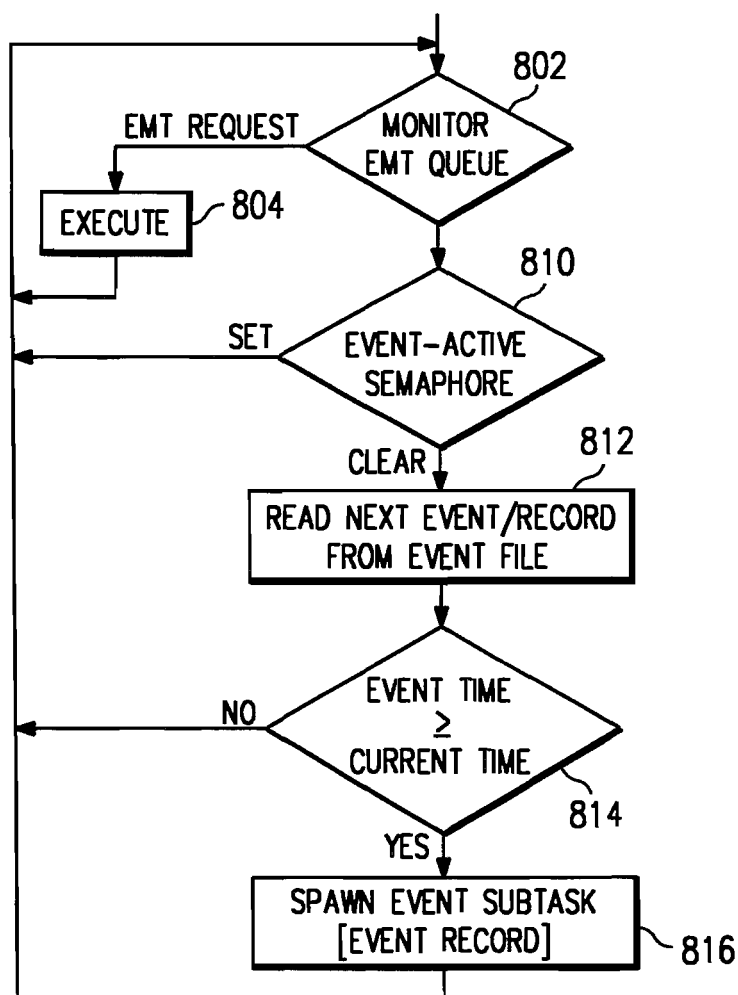 802
MONITOR
EMT QUEUE
EMT REQUEST
EXECUTE
804
810
EVENT-ACTIVE
SEMAPHORE
SET
CLEAR
812
READ NEXT EVENT/RECORD
FROM EVENT FILE
EVENT TIME
≥
CURRENT TIME
NO
814
YES
SPAWN EVENT SUBTASK
[EVENT RECORD]
816